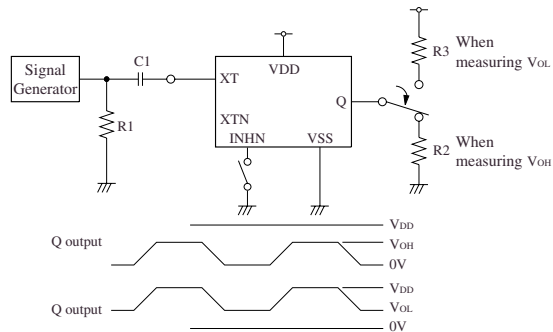 C1
R3
When
measuring VOL
Signal
Generator
XT
VDD
Q
R1
XTN
INHN
VSS
R2
When
measuring VOH
VDD
Q output
VOH
0V
VDD
Q output
VOL
0V